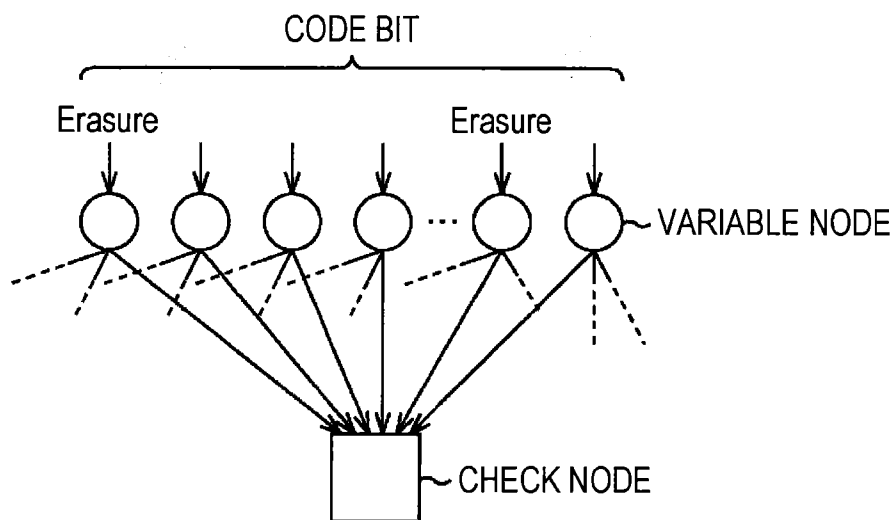 CODE BIT
Erasure Erasure
... VARIABLE NODE
CHECK NODE